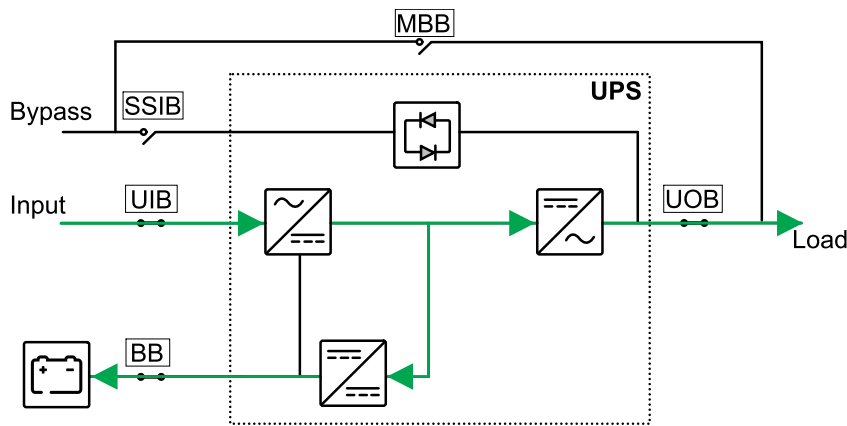 MBB
UPS
Bypass
SSIB
Input
UIB
UOB
Load
BB